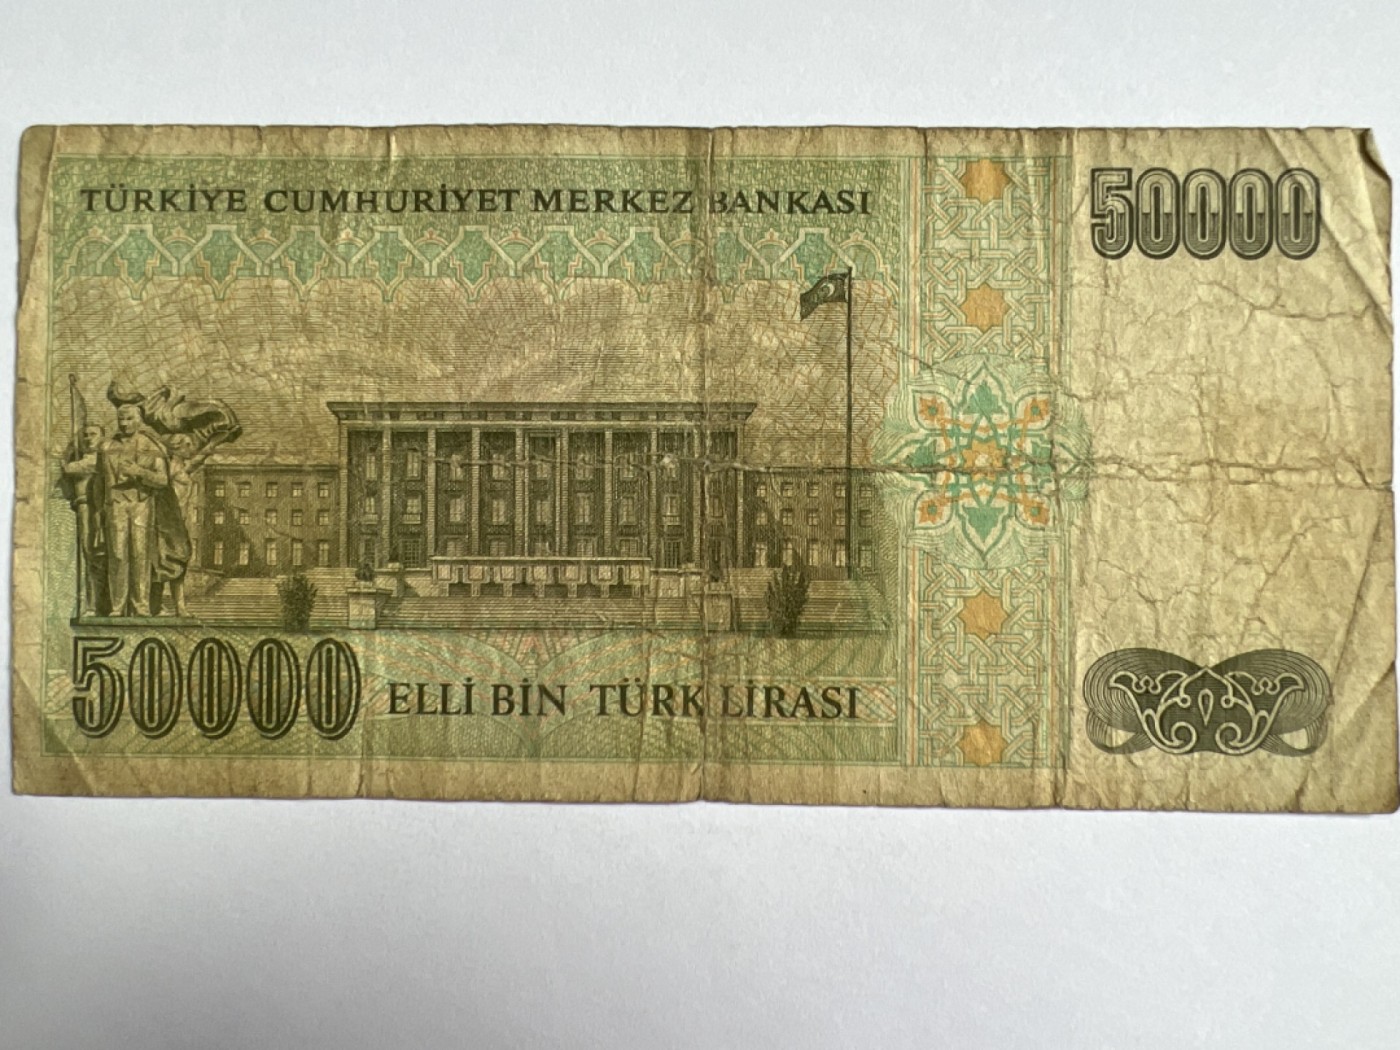 TÜRKİYE CUMHURİYET MERKEZ BANKASI
50000
50000
ELLİ BİN TÜRK LİRASI